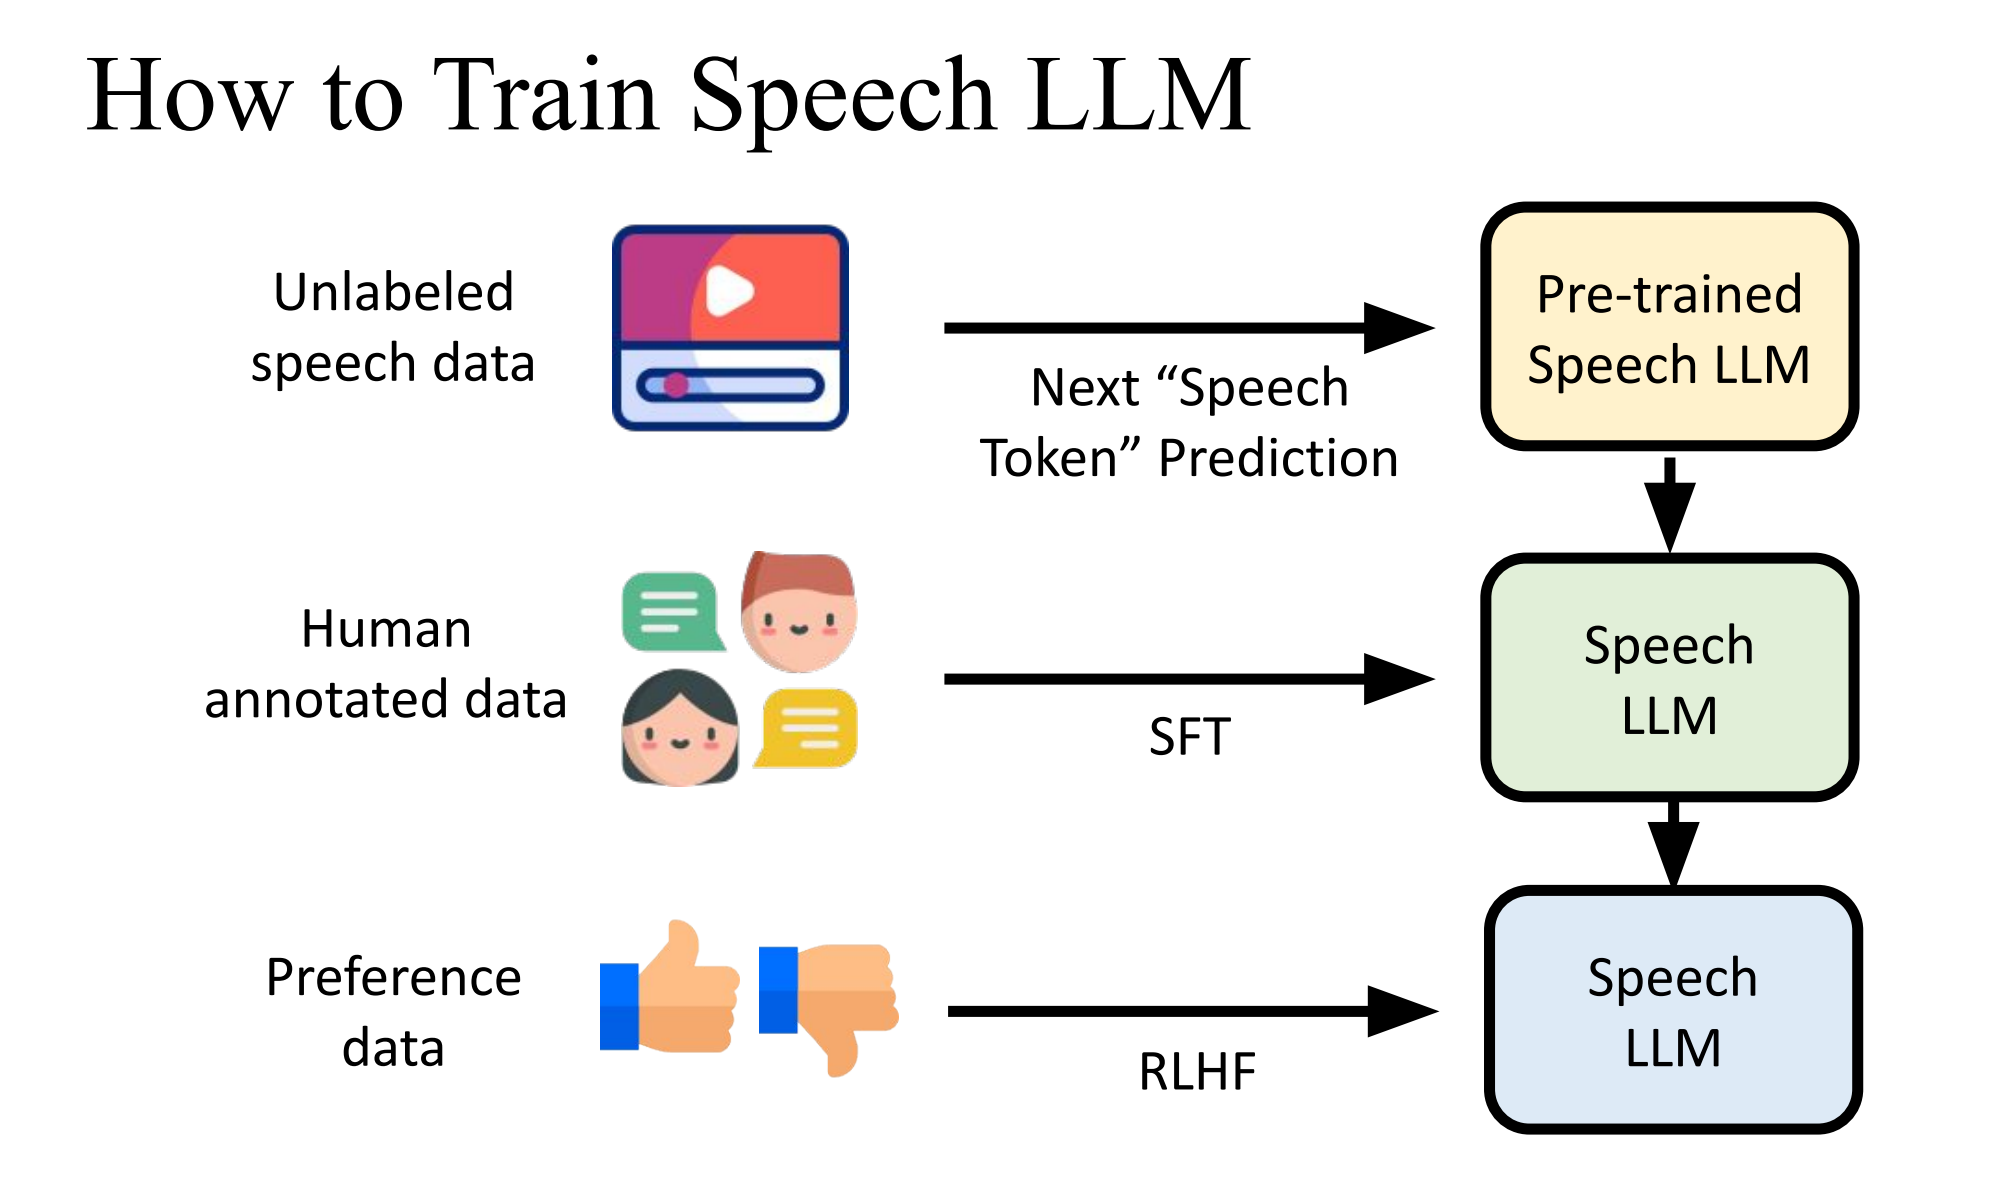 How to Train Speech LLM
Unlabeled
speech data
Next “Speech
Token” Prediction
Pre-trained
Speech LLM
Human
annotated data
SFT
Speech
LLM
Preference
data
RLHF
Speech
LLM